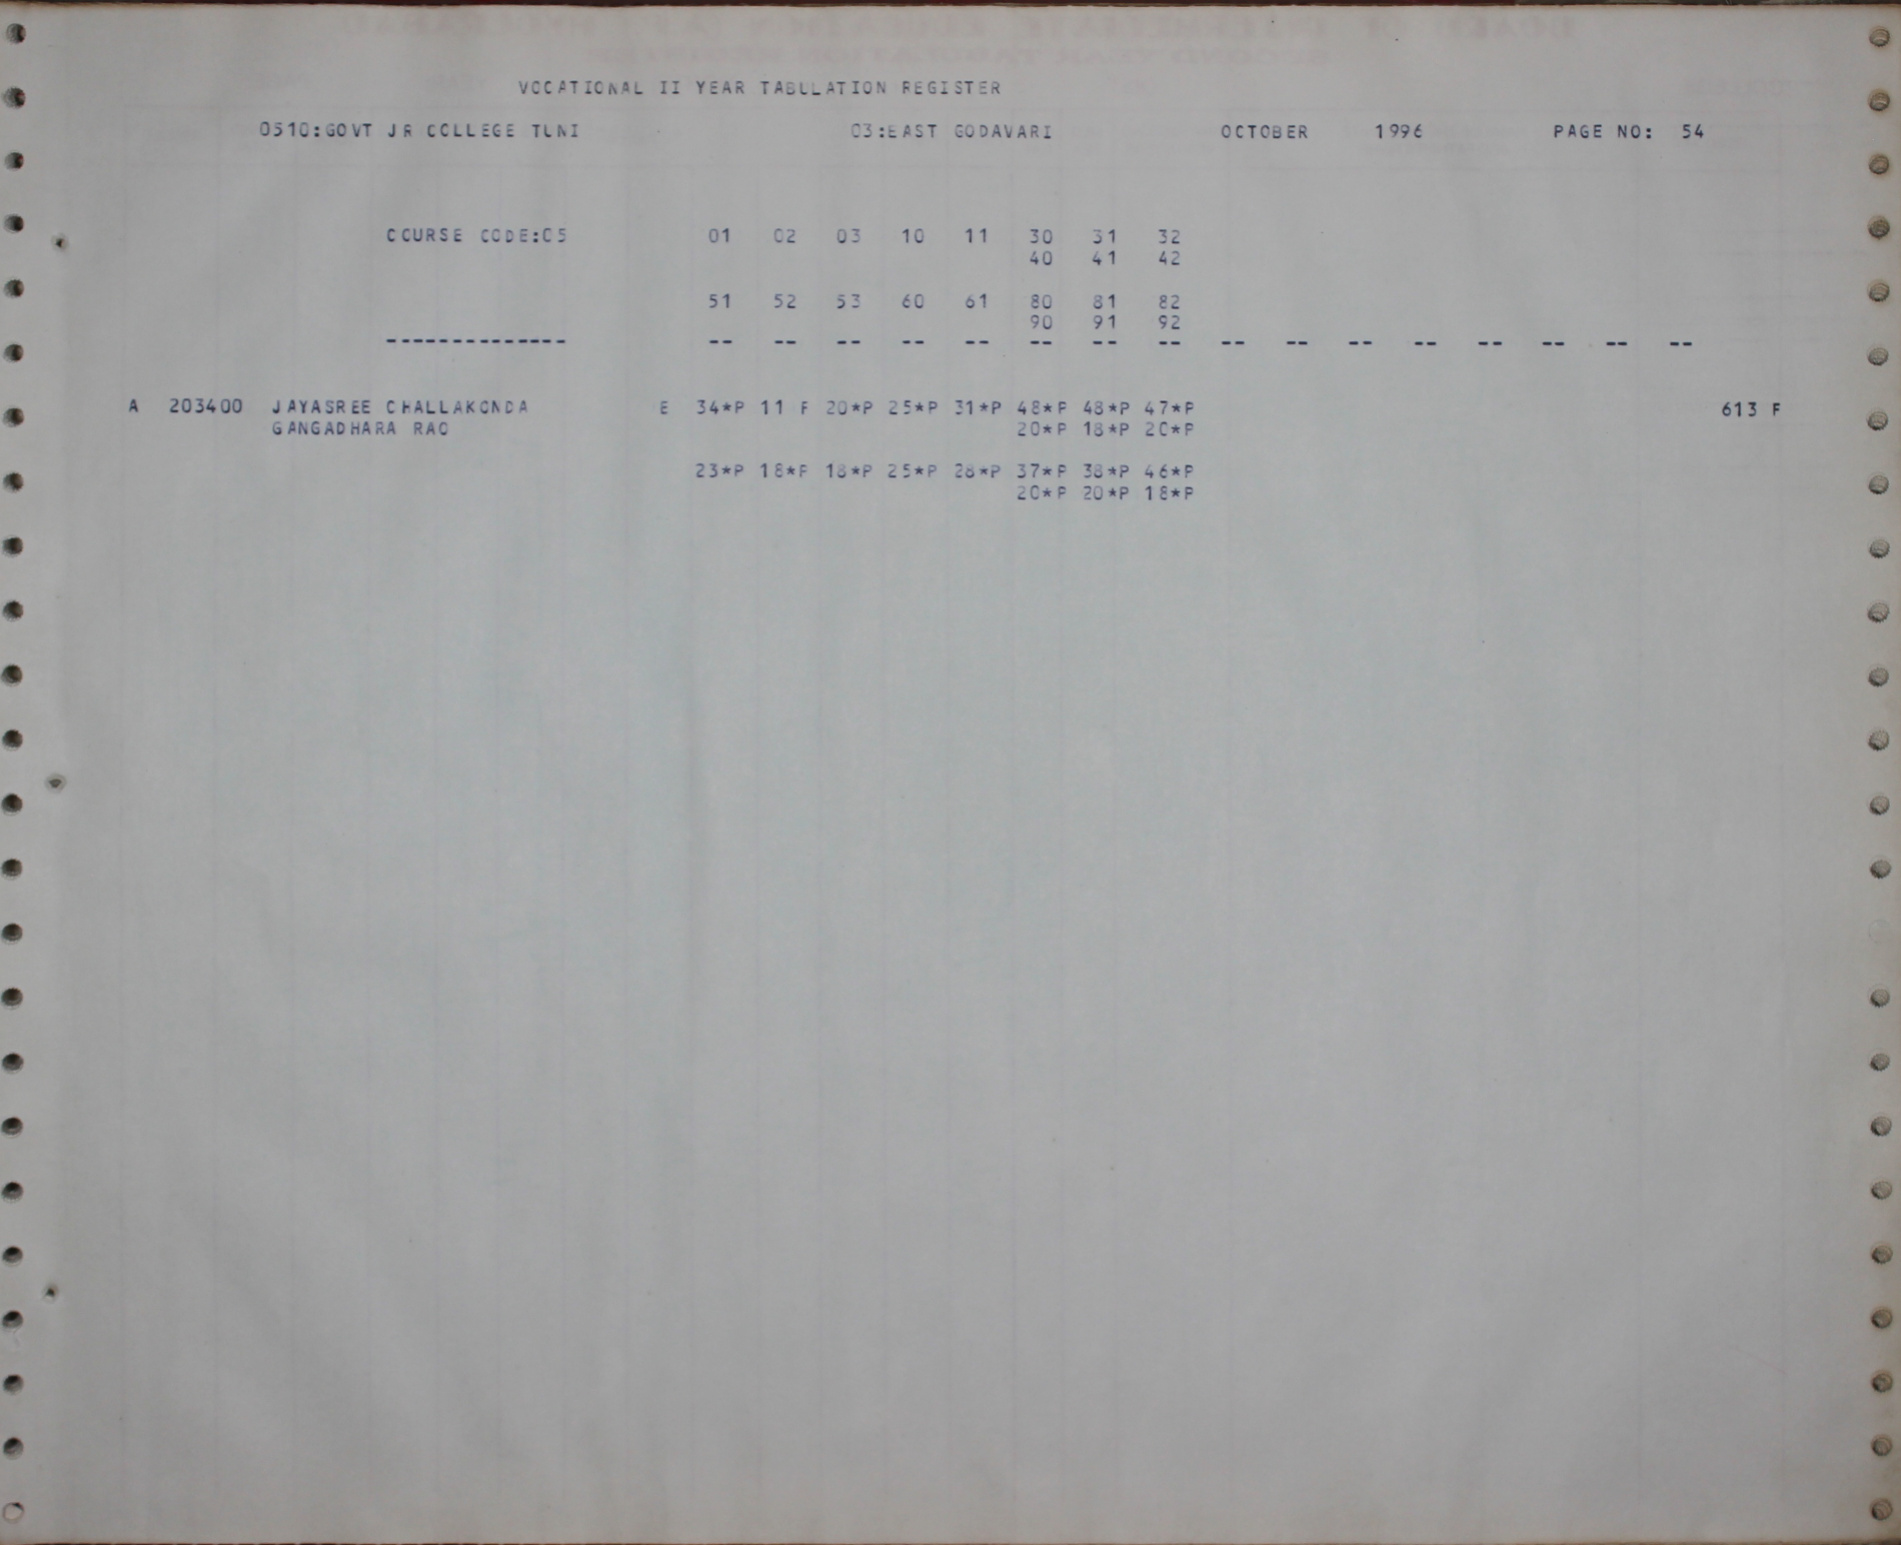 VOCATIONAL II YEAR TABULATION REGISTER
0510:GOVT JR COLLEGE TUNI 03:EAST GODAVARI OCTOBER 1996 PAGE NO: 54
COURSE CODE:05 01 02 03 10 11 30 31 32
40 41 42
51 52 53 60 61 80 81 82
90 91 92
-------------- -- -- -- -- -- -- -- -- -- -- -- -- -- -- -- --
A 203400 JAYASREE CHALLAKONDA E 34*P 11 F 20*P 25*P 31*P 48*P 48*P 47*P 613 F
GANGADHARA RAO 20*P 18*P 20*P
23*P 18*P 18*P 25*P 28*P 37*P 38*P 46*P
20*P 20*P 18*P